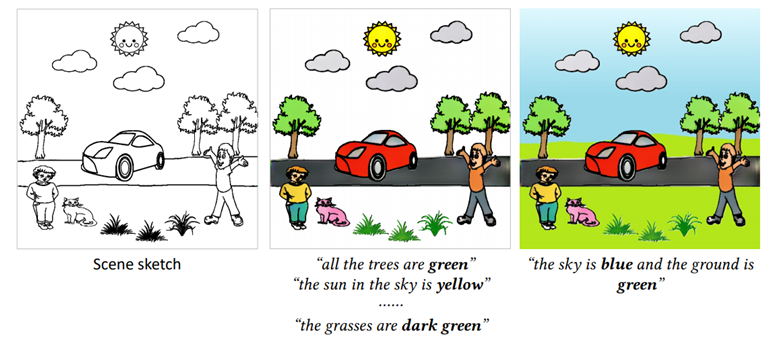 Scene sketch
“all the trees are green”
“the sun in the sky is yellow”
......
“the grasses are dark green”
“the sky is blue and the ground is
green”